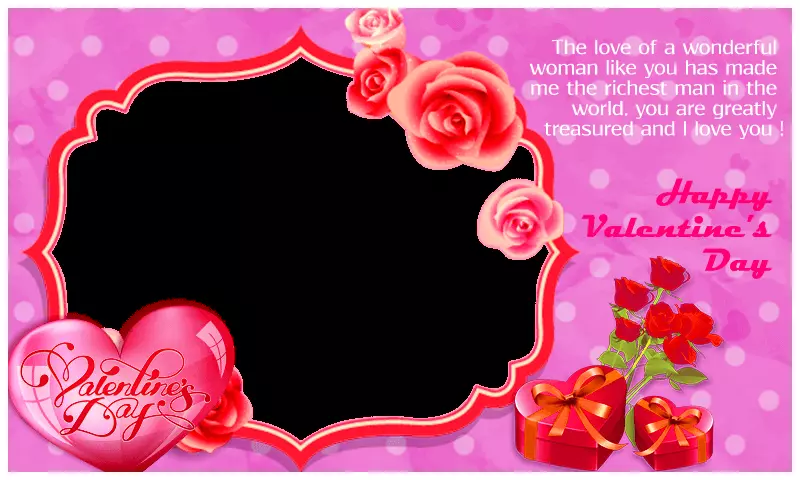 The love of a wonderful
woman like you has made
me the richest man in the
world, you are greatly
treasured and I love you !
Happy
Valentine's
Day
Valentine's
Day